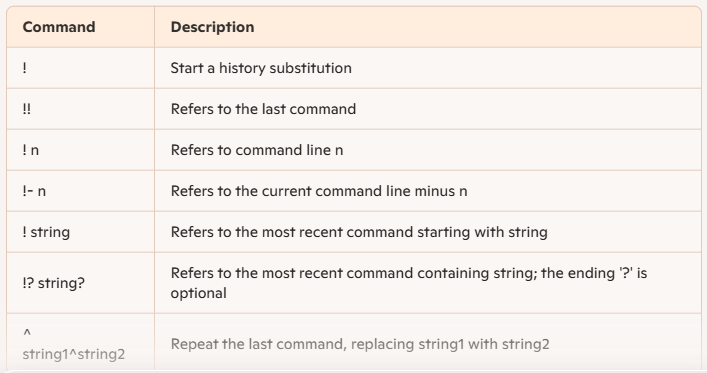 Command Description
! Start a history substitution
!! Refers to the last command
! n Refers to command line n
!- n Refers to the current command line minus n
! string Refers to the most recent command starting with string
!? string? Refers to the most recent command containing string; the ending '?' is
optional
^
string1^string2 Repeat the last command, replacing string1 with string2